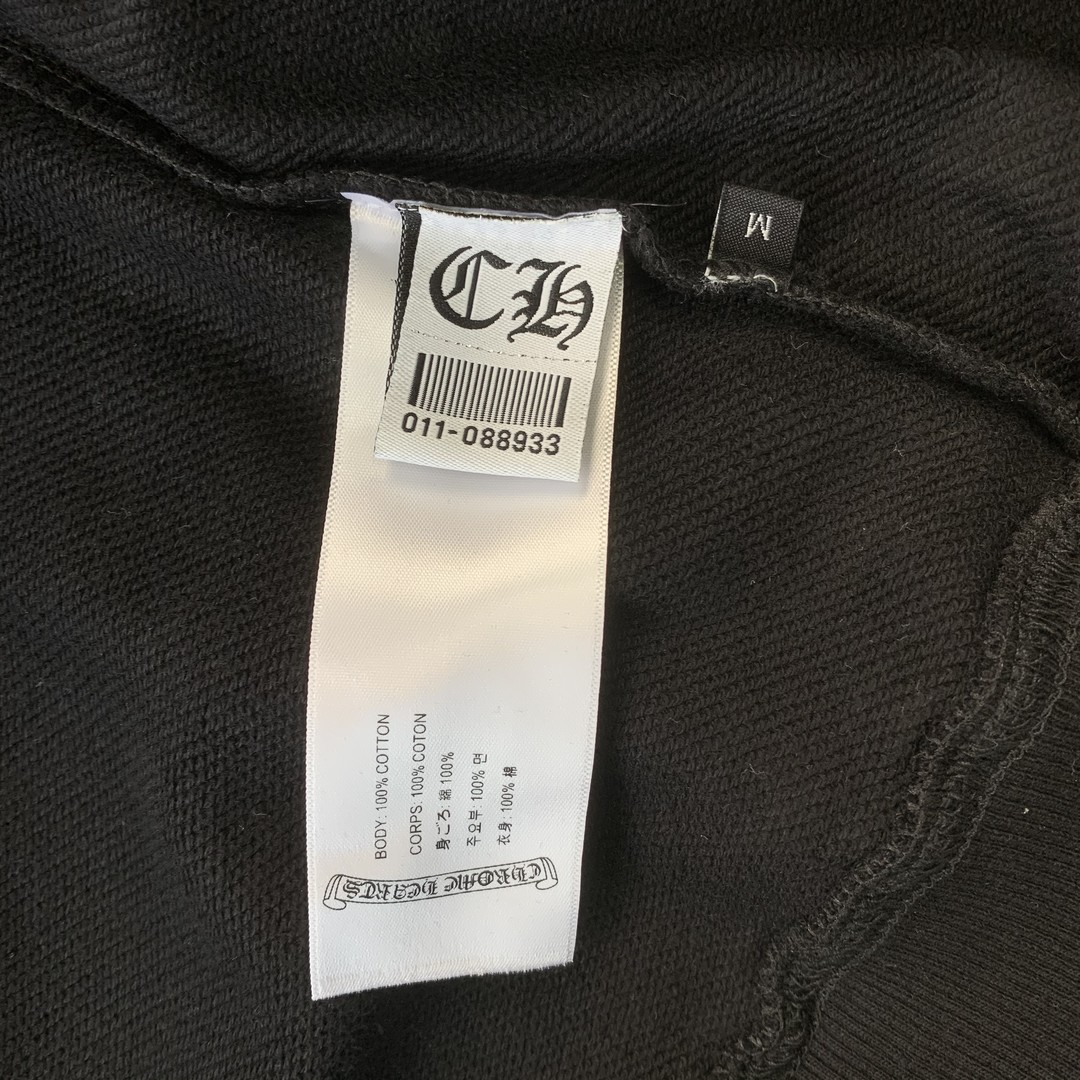 CH
011-088933
M
BODY: 100% COTTON
CORPS: 100% COTON
身ごろ: 綿 100%
주요부: 100% 면
衣身: 100% 棉
CHROME HEARTS